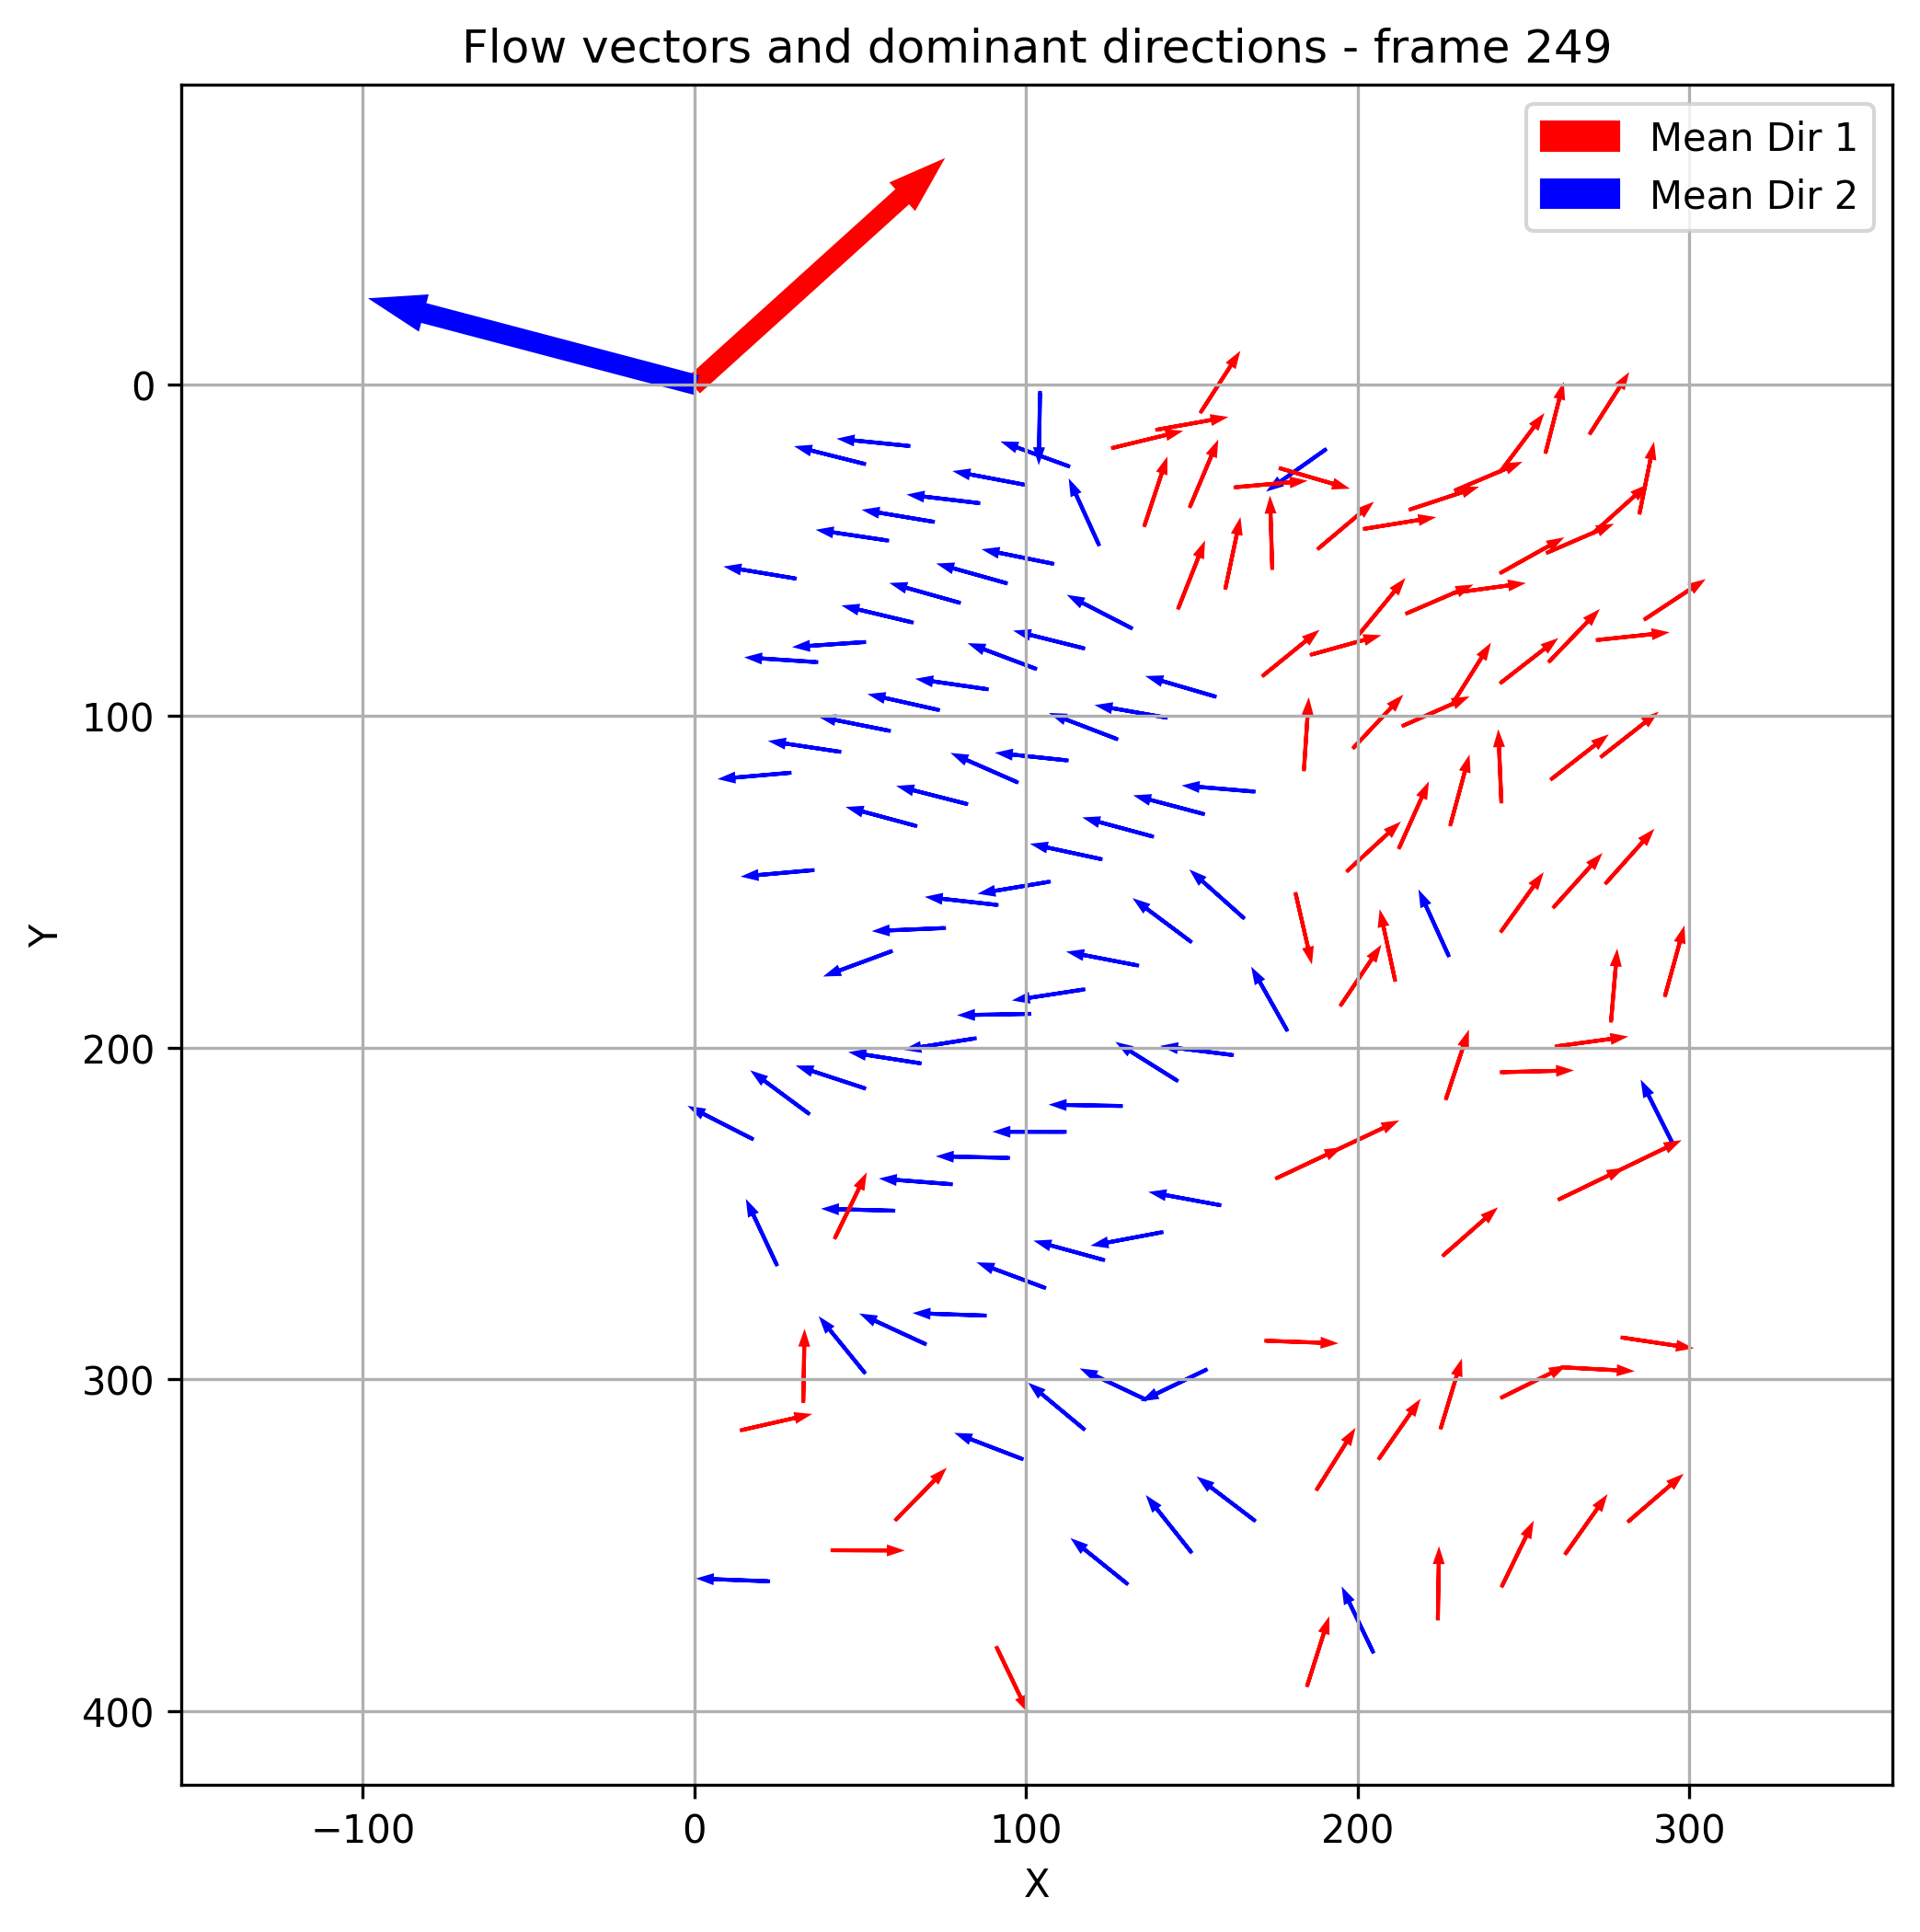 Flow vectors and dominant directions - frame 249
Mean Dir 1
Mean Dir 2
0
100
200
300
400
Y
−100
0
100
200
300
X